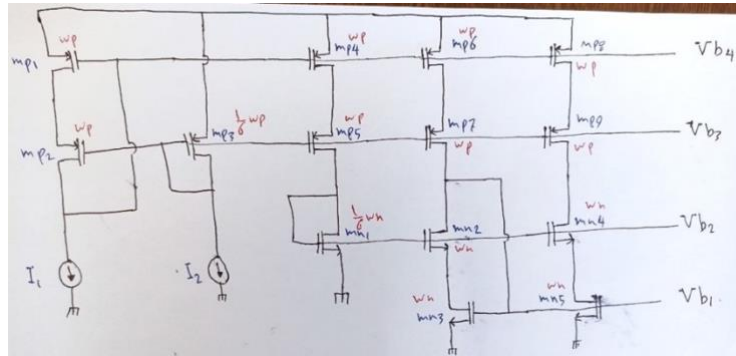 wp wp wp
mp1 mp4 mp6 mp8 Vb4
wp
wp 1/6 wp
mp2 mp3 mp5 mp7 mp9 Vb3
wp wp
1/6 wn wn
mn1 mn2 mn4 Vb2
wn
I1 I2 wn wn
mn3 mn5 Vb1